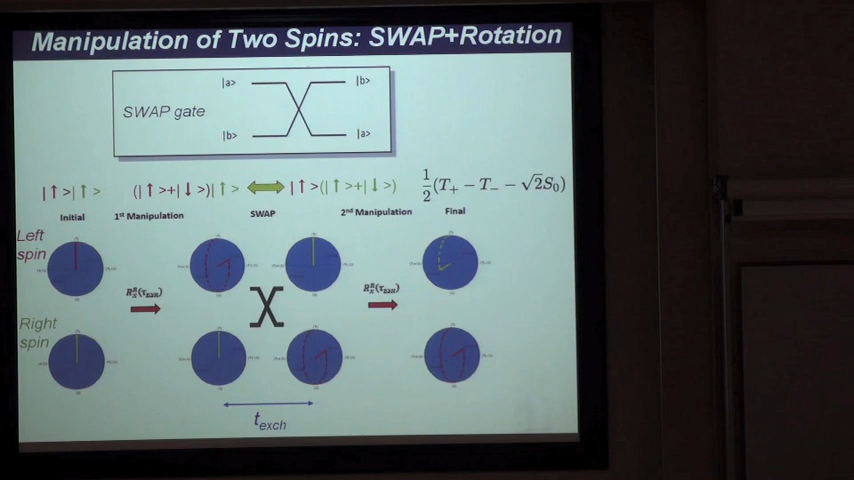 Manipulation of Two Spins: SWAP+Rotation
|a> |b>
SWAP gate
|b> |a>
|↑>|↑> (|↑>+|↓>)|↑> |↑>(|↑>+|↓>) 1/2(T₊ − T₋ − √2S₀)
Initial 1st Manipulation SWAP 2nd Manipulation Final
Left
spin
Right
spin
t_exch